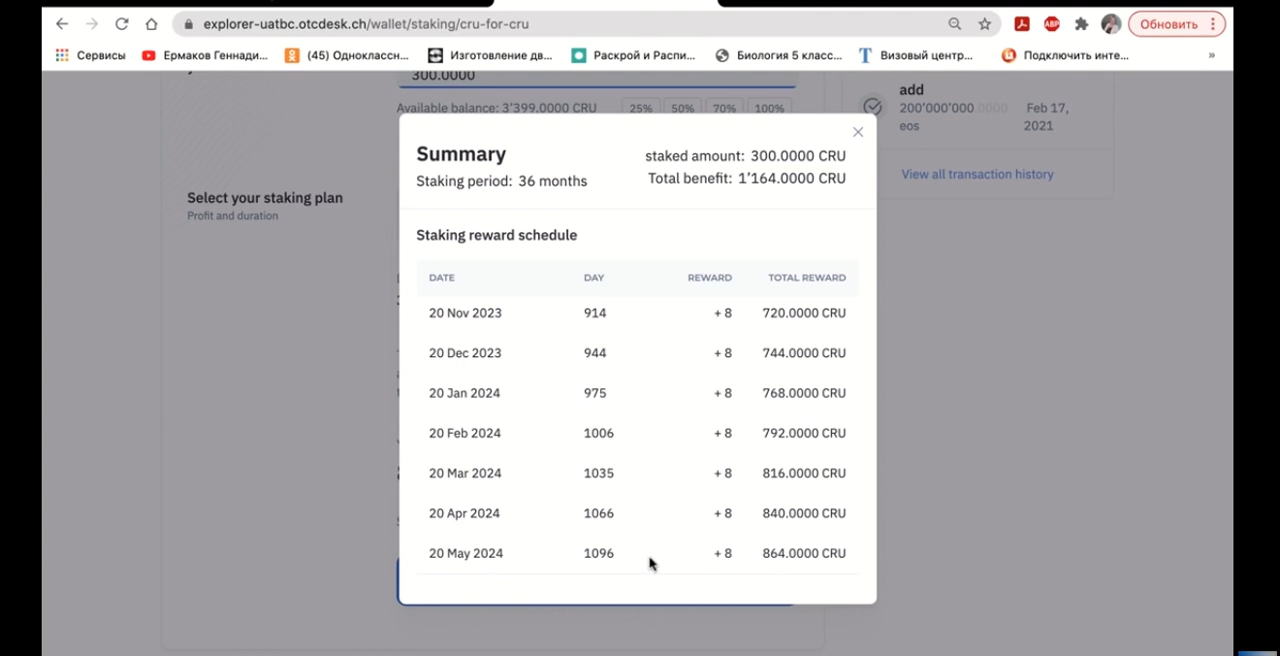 explorer-uatbc.otcdesk.ch/wallet/staking/cru-for-cru
ABP
Обновить
Сервисы
Ермаков Геннади...
(45) Одноклассн...
Изготовление дв...
Раскрой и Распи...
Биология 5 класс...
Визовый центр...
Подключить инте...
»
300.0000
Available balance: 3'399.0000 CRU
25% 50% 70% 100%
add
200'000'000.0000 eos
Feb 17, 2021
View all transaction history
Select your staking plan
Profit and duration
Summary
Staking period: 36 months
staked amount: 300.0000 CRU
Total benefit: 1'164.0000 CRU
Staking reward schedule
DATE DAY REWARD TOTAL REWARD
20 Nov 2023 914 + 8 720.0000 CRU
20 Dec 2023 944 + 8 744.0000 CRU
20 Jan 2024 975 + 8 768.0000 CRU
20 Feb 2024 1006 + 8 792.0000 CRU
20 Mar 2024 1035 + 8 816.0000 CRU
20 Apr 2024 1066 + 8 840.0000 CRU
20 May 2024 1096 + 8 864.0000 CRU